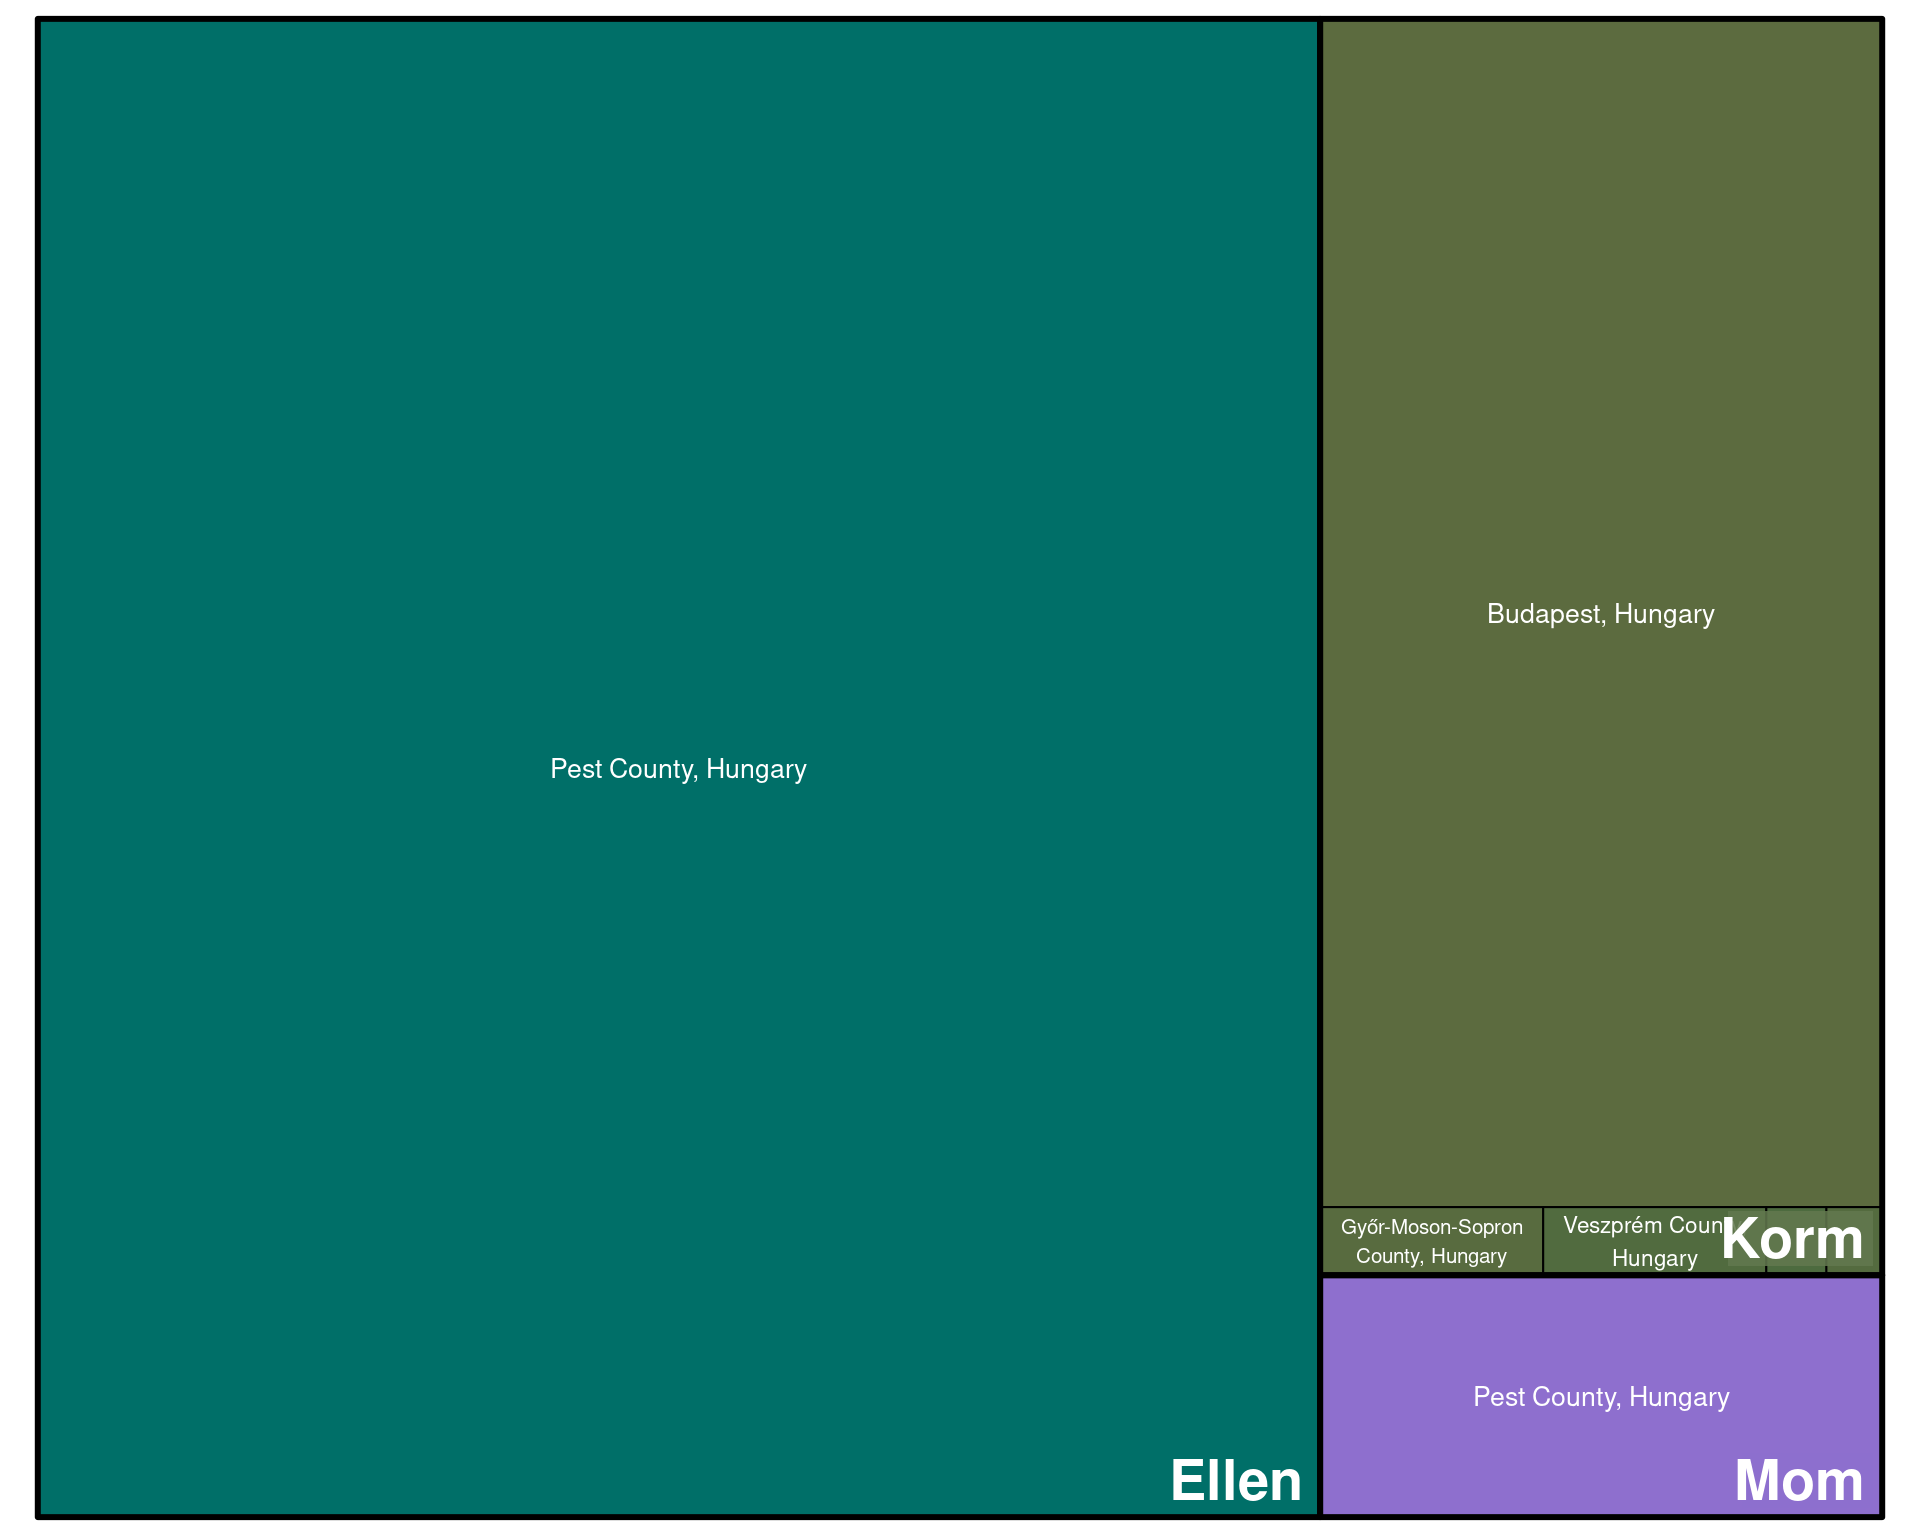 Budapest, Hungary
Pest County, Hungary
Győr-Moson-Sopron
County, Hungary
Veszprém Coun
Hungary
Korm
Pest County, Hungary
Ellen
Mom